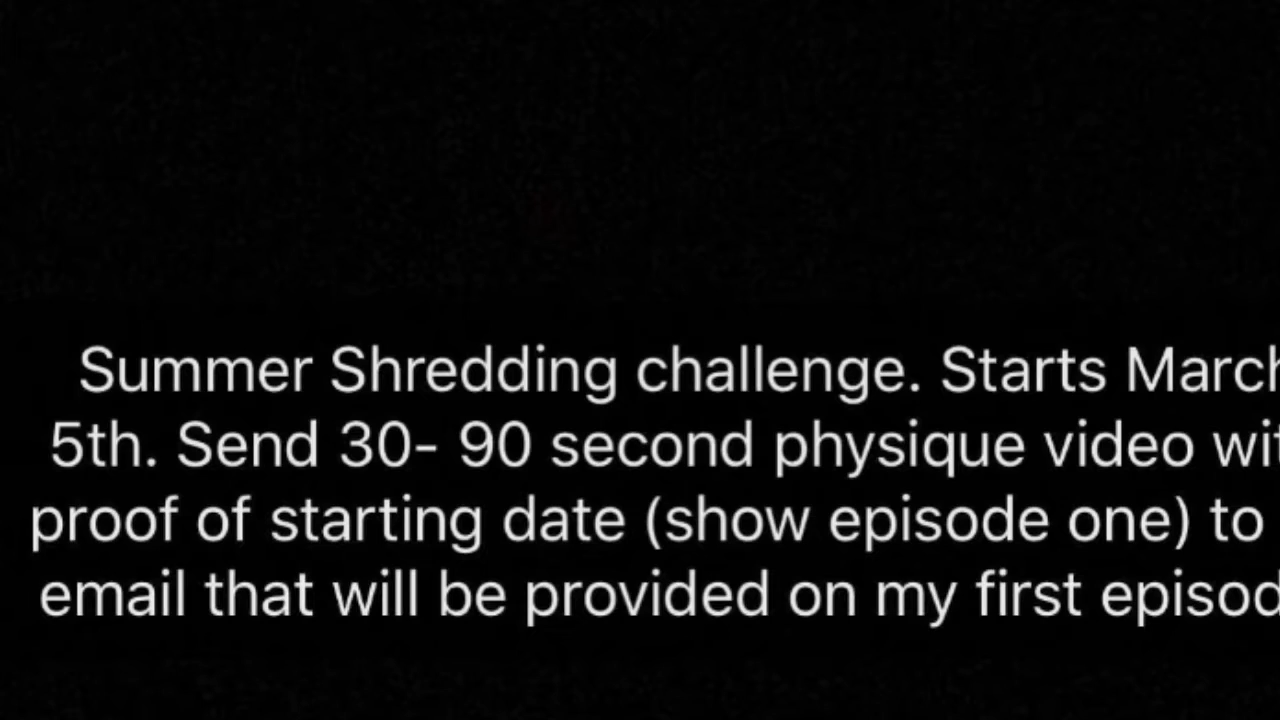 Summer Shredding challenge. Starts March
5th. Send 30- 90 second physique video wit
proof of starting date (show episode one) to
email that will be provided on my first episod